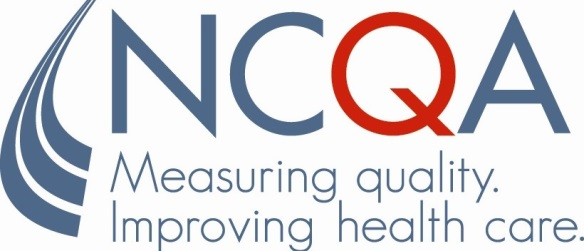 NCQA
Measuring quality.
Improving health care.